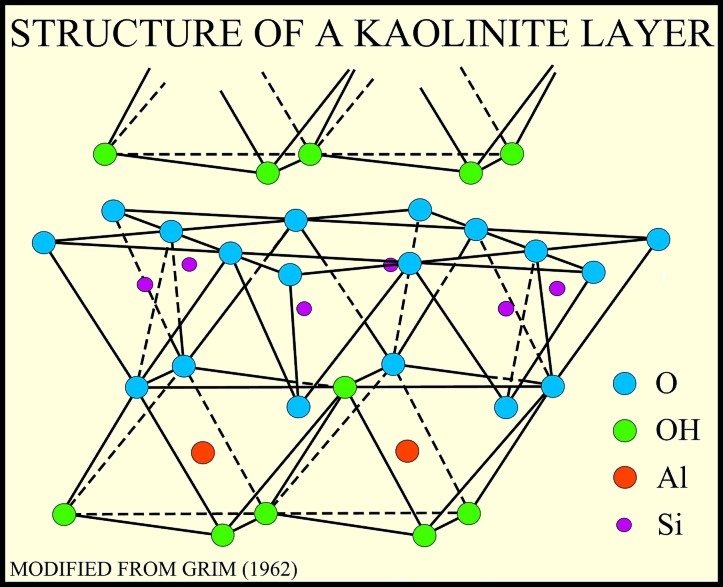 STRUCTURE OF A KAOLINITE LAYER
O
OH
Al
Si
MODIFIED FROM GRIM (1962)